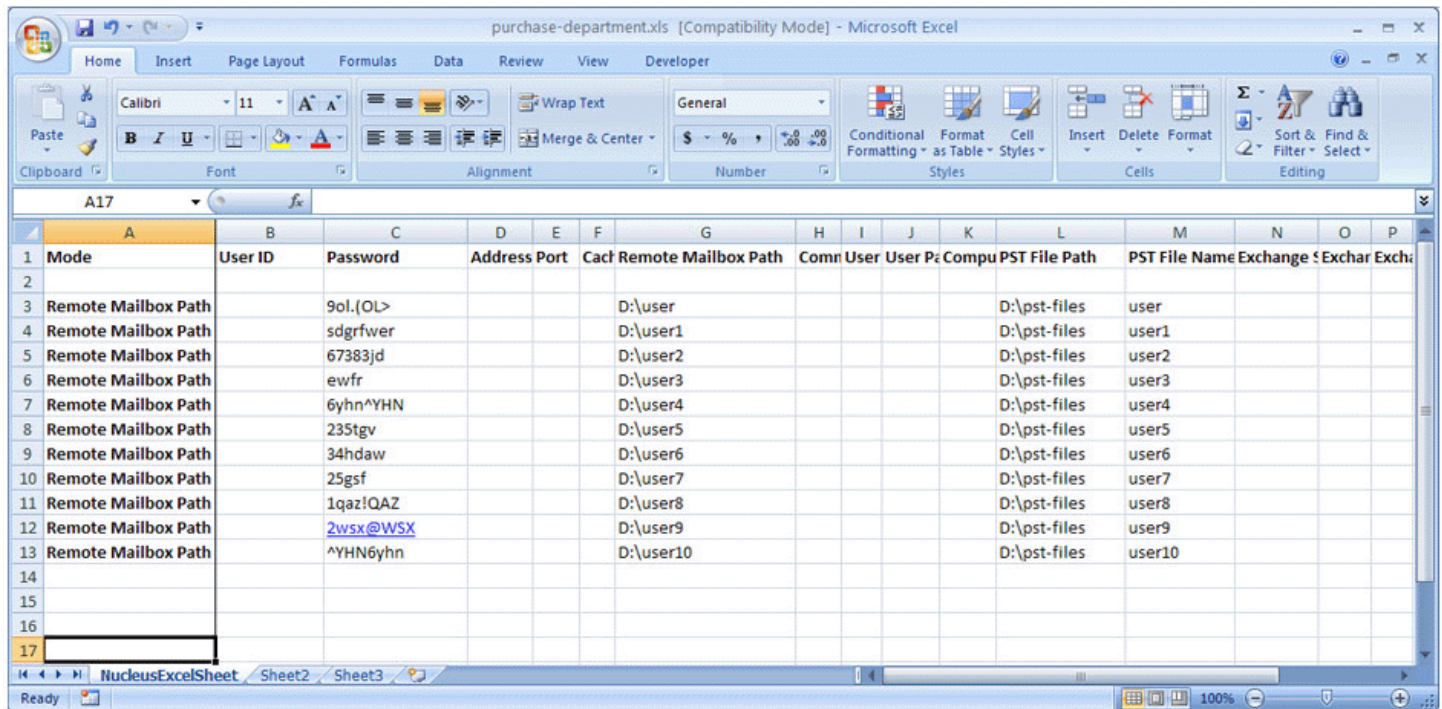 purchase-department.xls [Compatibility Mode] - Microsoft Excel
Home Insert Page Layout Formulas Data Review View Developer
Calibri 11 A A Wrap Text General Σ
Paste B I U A Merge & Center $ % , .0 .00 .00 .0 Conditional Formatting Format as Table Cell Styles Insert Delete Format Sort & Filter Find & Select
Clipboard Font Alignment Number Styles Cells Editing
A17 fx
A B C D E F G H I J K L M N O P
1 Mode User ID Password Address Port Cach Remote Mailbox Path Comm User User Pa Compu PST File Path PST File Name Exchange S Exchar Excha
2
3 Remote Mailbox Path 9ol.(OL> D:\user D:\pst-files user
4 Remote Mailbox Path sdgrfwer D:\user1 D:\pst-files user1
5 Remote Mailbox Path 67383jd D:\user2 D:\pst-files user2
6 Remote Mailbox Path ewfr D:\user3 D:\pst-files user3
7 Remote Mailbox Path 6yhn^YHN D:\user4 D:\pst-files user4
8 Remote Mailbox Path 235tgv D:\user5 D:\pst-files user5
9 Remote Mailbox Path 34hdaw D:\user6 D:\pst-files user6
10 Remote Mailbox Path 25gsf D:\user7 D:\pst-files user7
11 Remote Mailbox Path 1qaz!QAZ D:\user8 D:\pst-files user8
12 Remote Mailbox Path 2wsx@WSX D:\user9 D:\pst-files user9
13 Remote Mailbox Path ^YHN6yhn D:\user10 D:\pst-files user10
14
15
16
17
NucleusExcelSheet Sheet2 Sheet3
Ready 100%